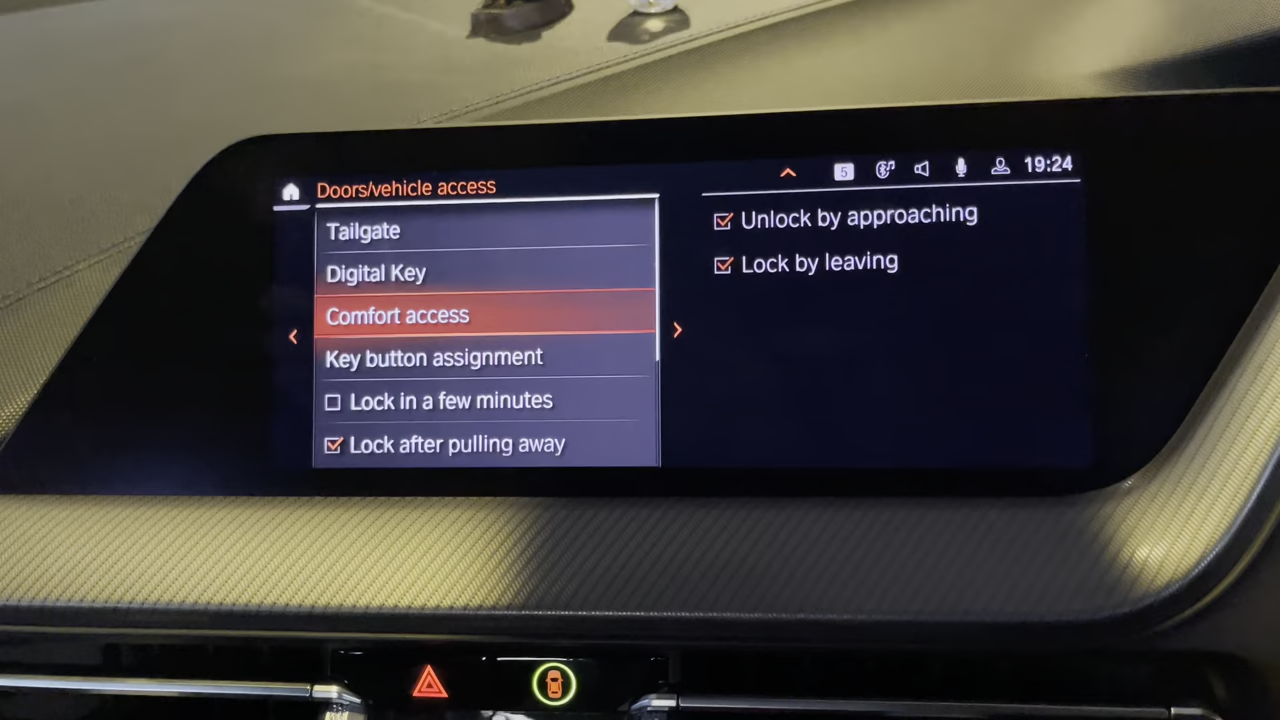 Doors/vehicle access
5
19:24
Tailgate
Digital Key
Comfort access
Key button assignment
Lock in a few minutes
Lock after pulling away
Unlock by approaching
Lock by leaving